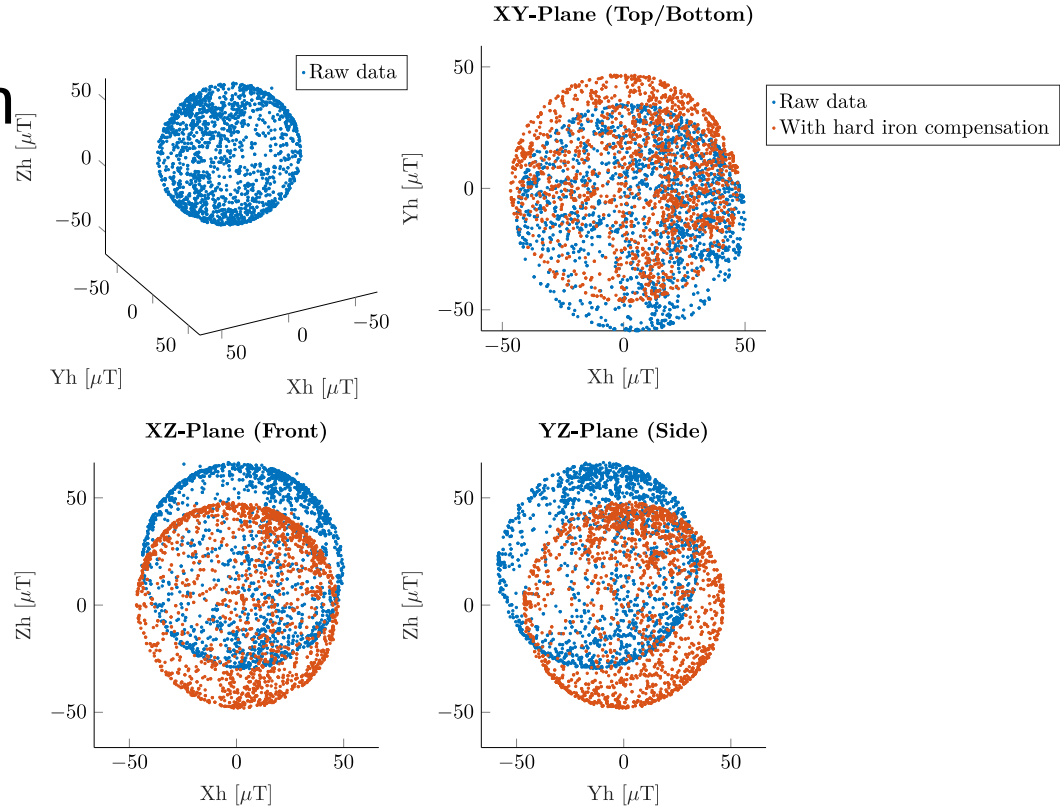 XY-Plane (Top/Bottom)
n
Raw data
50
0
−50
Zh [μT]
−50
0
50
Yh [μT]
50
0
−50
Xh [μT]
50
0
−50
Yh [μT]
−50
0
50
Xh [μT]
Raw data
With hard iron compensation
XZ-Plane (Front)
50
0
−50
Zh [μT]
−50
0
50
Xh [μT]
YZ-Plane (Side)
50
0
−50
Zh [μT]
−50
0
50
Yh [μT]